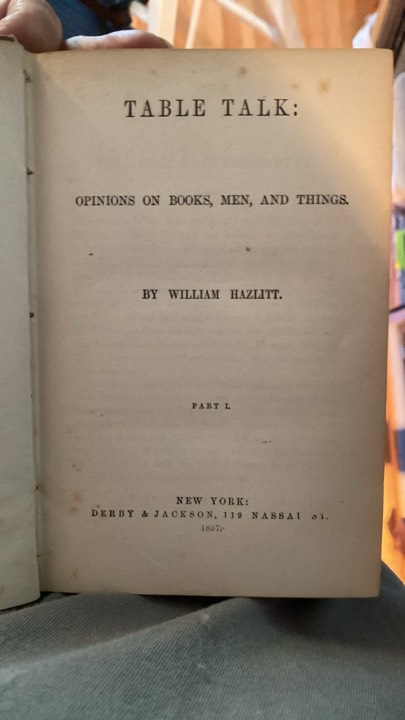 TABLE TALK:
OPINIONS ON BOOKS, MEN, AND THINGS.
BY WILLIAM HAZLITT.
PART I.
NEW YORK:
DERBY & JACKSON, 119 NASSAU ST.
1857.